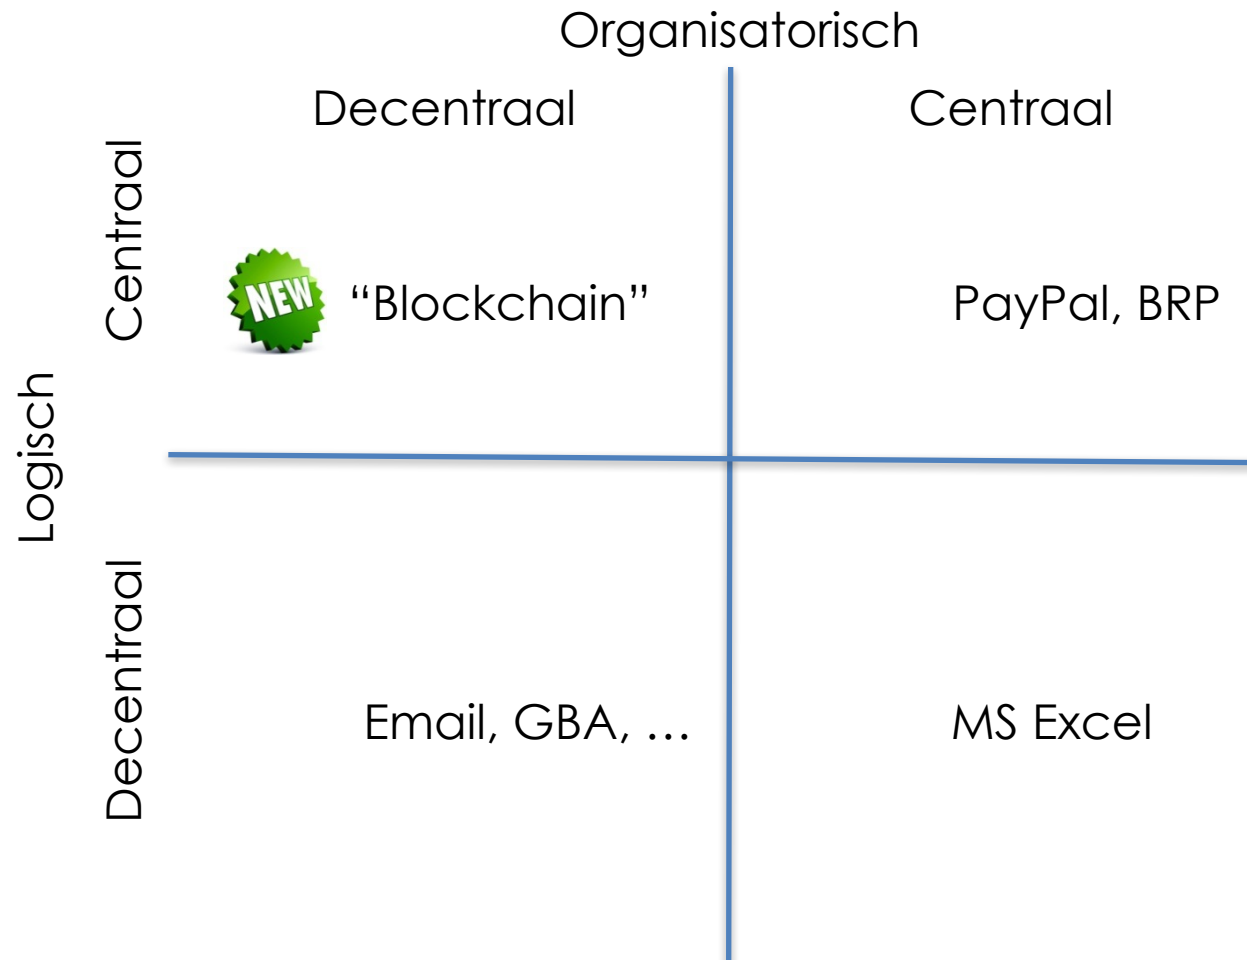 Organisatorisch
Decentraal
Centraal
Logisch
Centraal
NEW
“Blockchain”
PayPal, BRP
Decentraal
Email, GBA, …
MS Excel